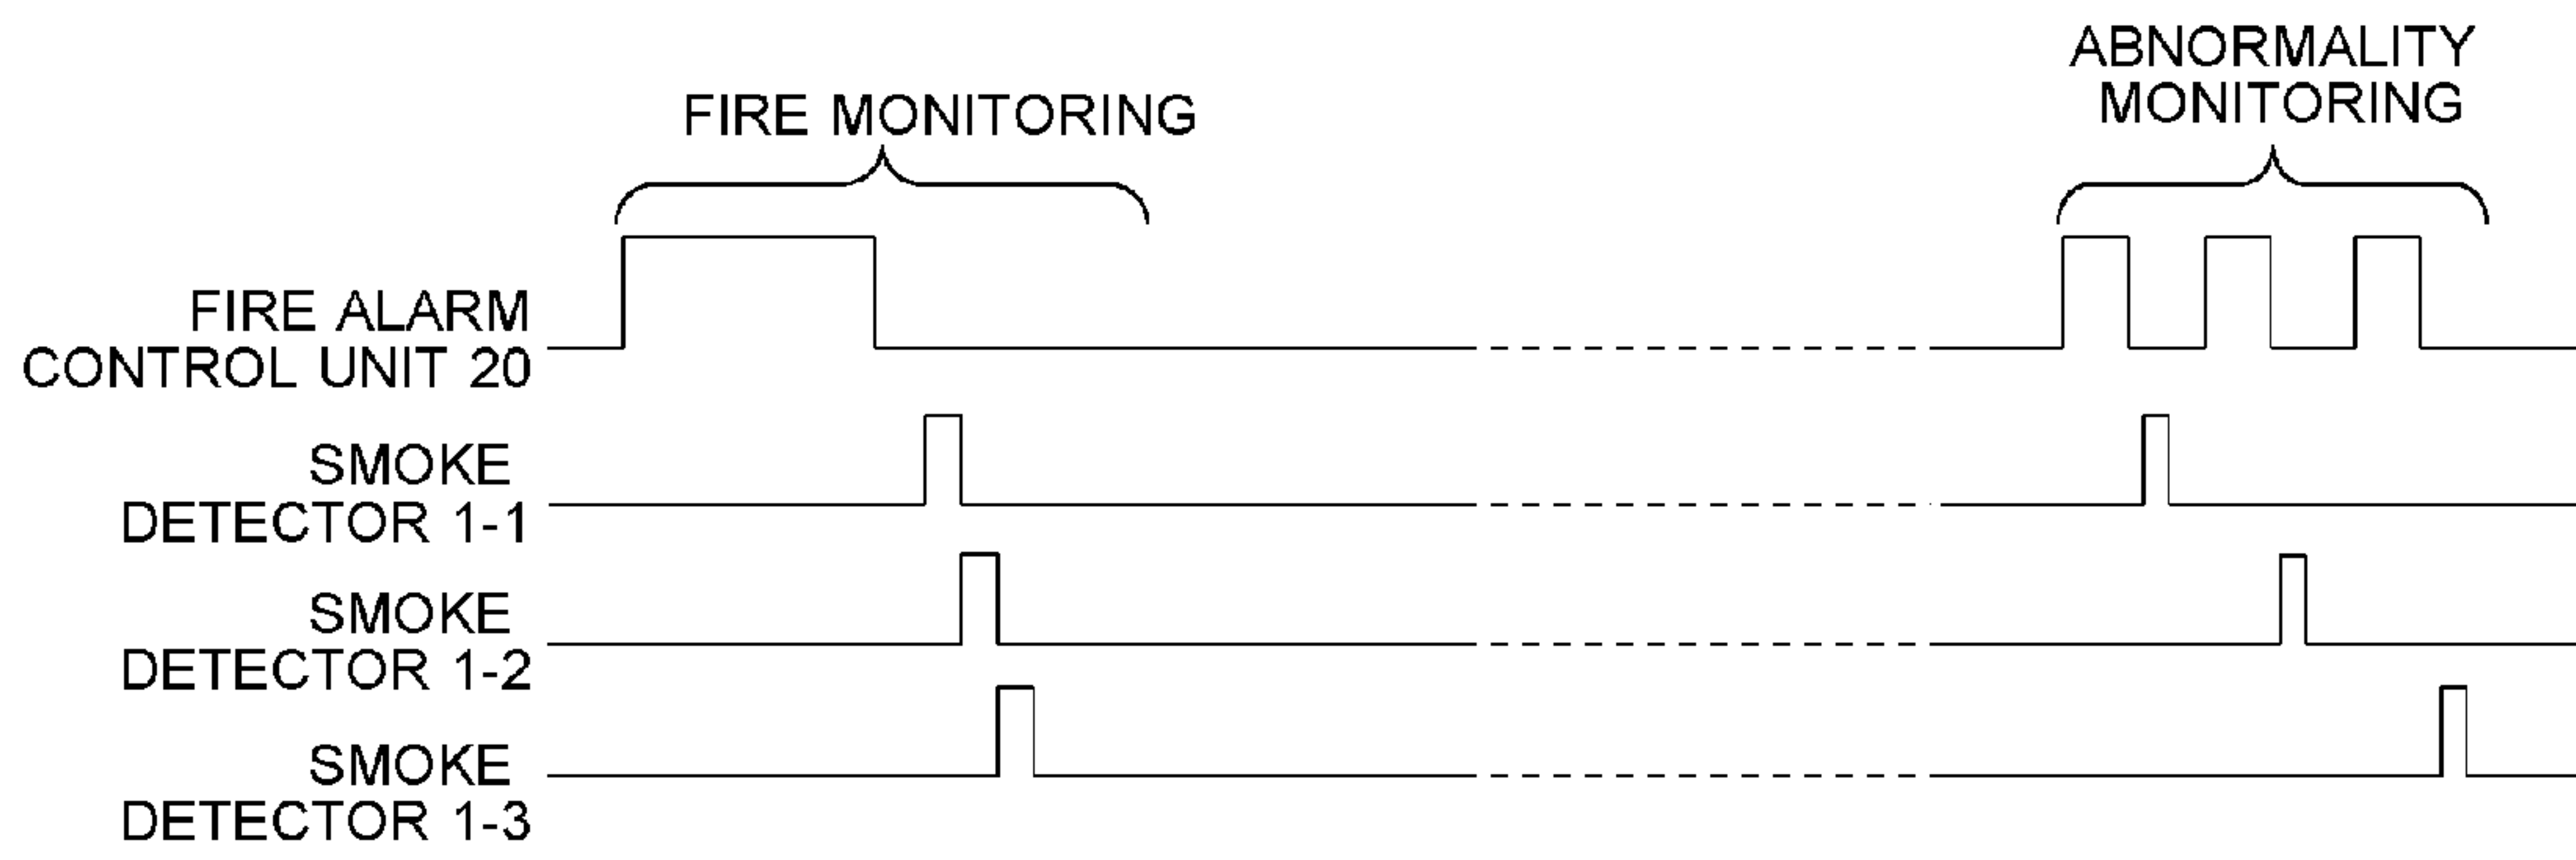 ABNORMALITY
MONITORING
FIRE MONITORING
FIRE ALARM
CONTROL UNIT 20
SMOKE
DETECTOR 1-1
SMOKE
DETECTOR 1-2
SMOKE
DETECTOR 1-3